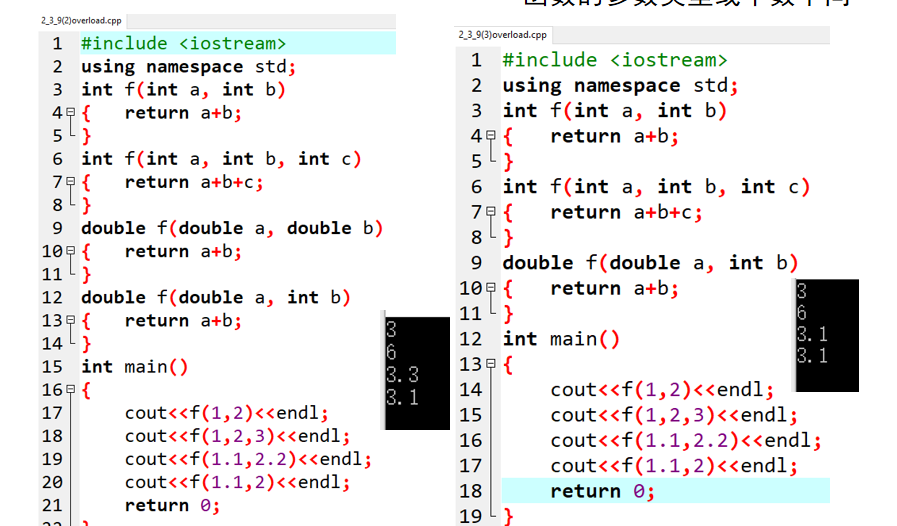 2_3_9(2)overload.cpp
1 #include <iostream>
2 using namespace std;
3 int f(int a, int b)
4 { return a+b;
5 }
6 int f(int a, int b, int c)
7 { return a+b+c;
8 }
9 double f(double a, double b)
10 { return a+b;
11 }
12 double f(double a, int b)
13 { return a+b;
14 }
15 int main()
16 {
17 cout<<f(1,2)<<endl;
18 cout<<f(1,2,3)<<endl;
19 cout<<f(1.1,2.2)<<endl;
20 cout<<f(1.1,2)<<endl;
21 return 0;
3
6
3.3
3.1
2_3_9(3)overload.cpp
1 #include <iostream>
2 using namespace std;
3 int f(int a, int b)
4 { return a+b;
5 }
6 int f(int a, int b, int c)
7 { return a+b+c;
8 }
9 double f(double a, int b)
10 { return a+b;
11 }
12 int main()
13 {
14 cout<<f(1,2)<<endl;
15 cout<<f(1,2,3)<<endl;
16 cout<<f(1.1,2.2)<<endl;
17 cout<<f(1.1,2)<<endl;
18 return 0;
19 }
3
6
3.1
3.1